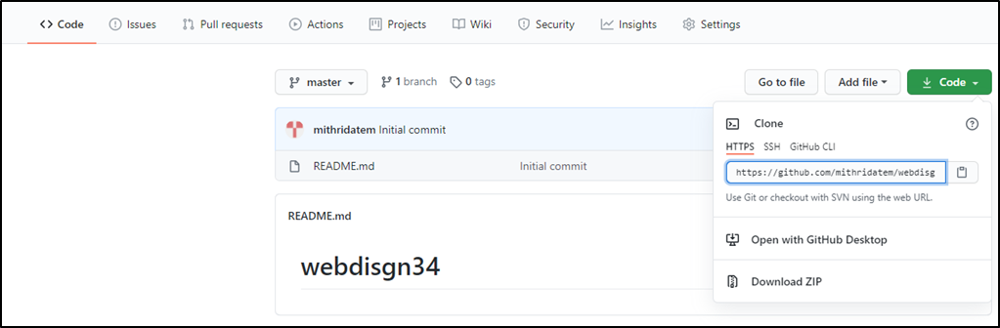 Code Issues Pull requests Actions Projects Wiki Security Insights Settings
master 1 branch 0 tags Go to file Add file Code
mithridatem Initial commit
README.md Initial commit
README.md
webdisgn34
Clone
HTTPS SSH GitHub CLI
https://github.com/mithridatem/webdisg
Use Git or checkout with SVN using the web URL.
Open with GitHub Desktop
Download ZIP